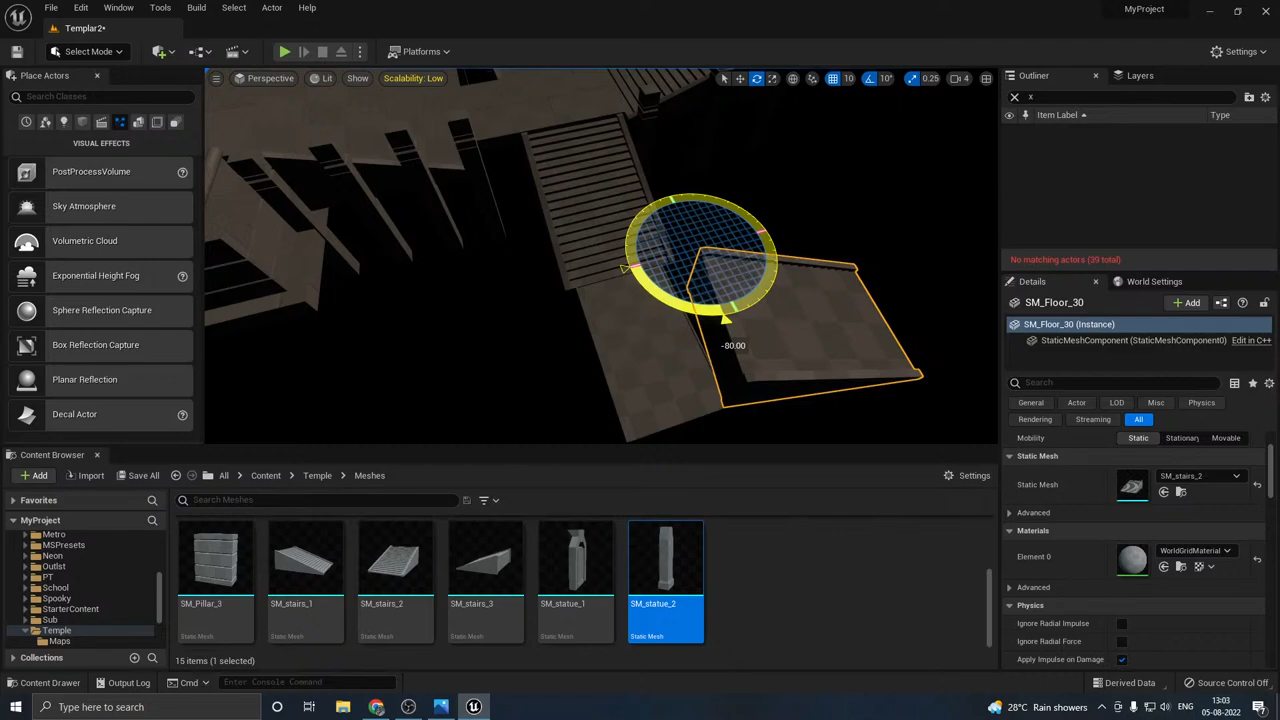 File Edit Window Tools Build Select Actor Help
MyProject
Templar2•
Select Mode
Platforms
Settings
Place Actors
Search Classes
VISUAL EFFECTS
PostProcessVolume
Sky Atmosphere
Volumetric Cloud
Exponential Height Fog
Sphere Reflection Capture
Box Reflection Capture
Planar Reflection
Decal Actor
Perspective Lit Show Scalability: Low
10 10° 0.25 4
-80.00
Outliner
Layers
x
Item Label Type
No matching actors (39 total)
Details
World Settings
SM_Floor_30
Add
SM_Floor_30 (Instance)
StaticMeshComponent (StaticMeshComponent0) Edit in C++
Search
General Actor LOD Misc Physics
Rendering Streaming All
Mobility Static Stationary Movable
Static Mesh
Static Mesh SM_stairs_2
Advanced
Materials
Element 0 WorldGridMaterial
Advanced
Physics
Ignore Radial Impulse
Ignore Radial Force
Apply Impulse on Damage
Content Browser
Add Import Save All All Content Temple Meshes Settings
Favorites
MyProject
Metro
MSPresets
Neon
Outlst
PT
School
Spooky
StarterContent
Sub
Temple
Maps
Collections
Search Meshes
SM_Pillar_3
Static Mesh
SM_stairs_1
Static Mesh
SM_stairs_2
Static Mesh
SM_stairs_3
Static Mesh
SM_statue_1
Static Mesh
SM_statue_2
Static Mesh
15 items (1 selected)
Content Drawer Output Log Cmd Enter Console Command Derived Data Source Control Off
Type here to search
28°C Rain showers
ENG
13:03
05-08-2022